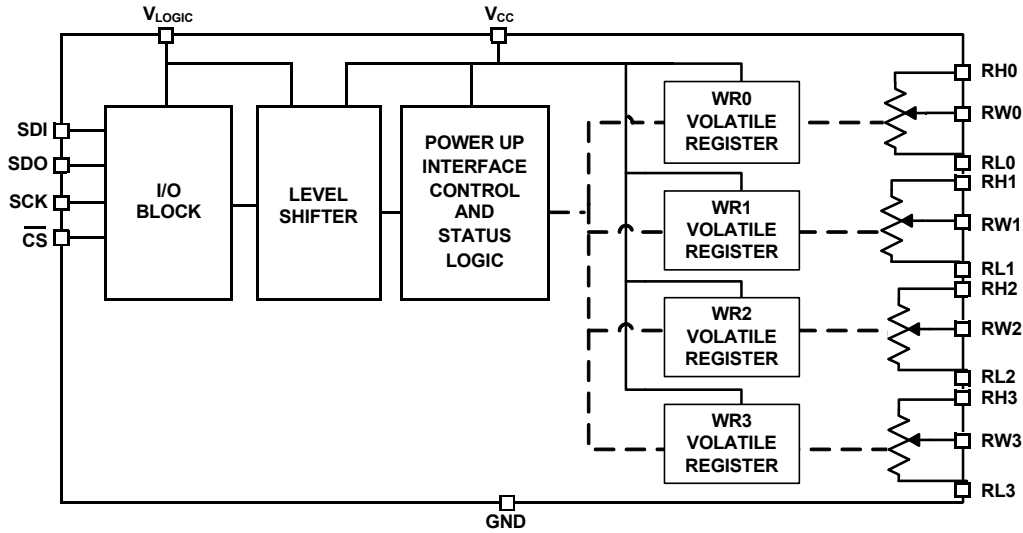 VLOGIC
VCC
SDI
SDO
SCK
CS
I/O
BLOCK
LEVEL
SHIFTER
POWER UP
INTERFACE
CONTROL
AND
STATUS
LOGIC
WR0
VOLATILE
REGISTER
WR1
VOLATILE
REGISTER
WR2
VOLATILE
REGISTER
WR3
VOLATILE
REGISTER
RH0
RW0
RL0
RH1
RW1
RL1
RH2
RW2
RL2
RH3
RW3
RL3
GND